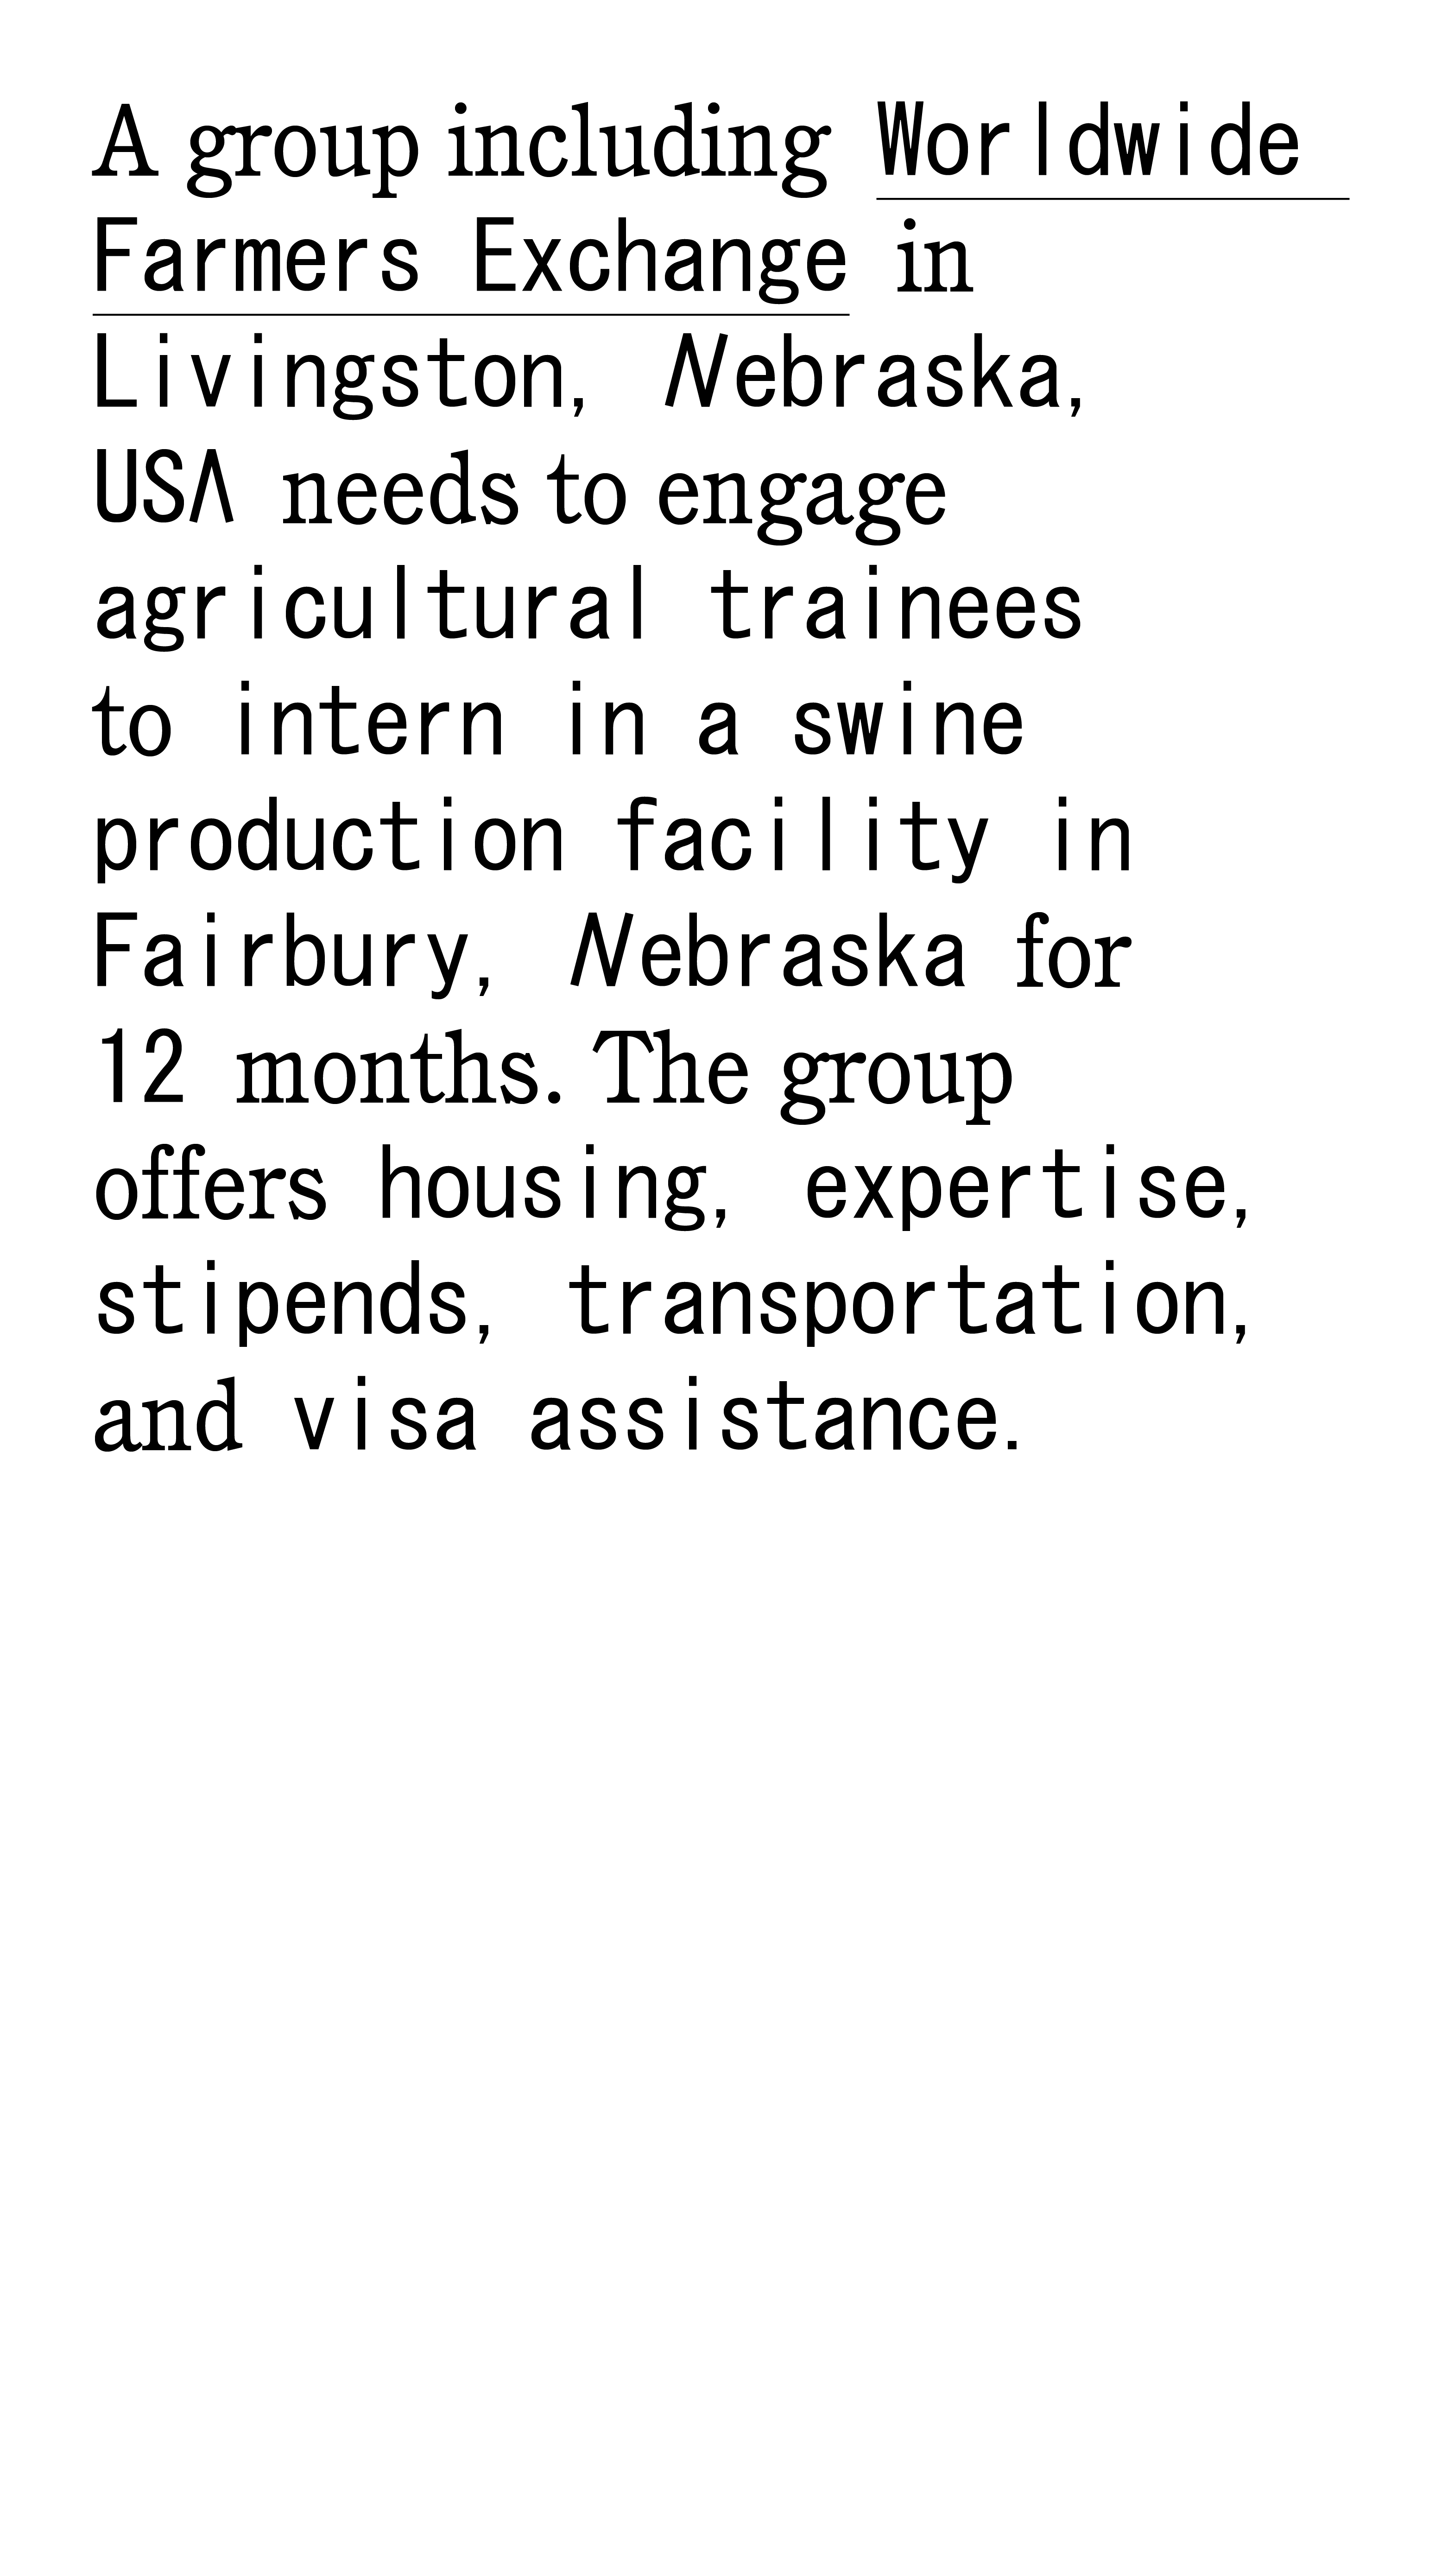 A group including Worldwide
Farmers Exchange in
Livingston, Nebraska,
USA needs to engage
agricultural trainees
to intern in a swine
production facility in
Fairbury, Nebraska for
12 months. The group
offers housing, expertise,
stipends, transportation,
and visa assistance.